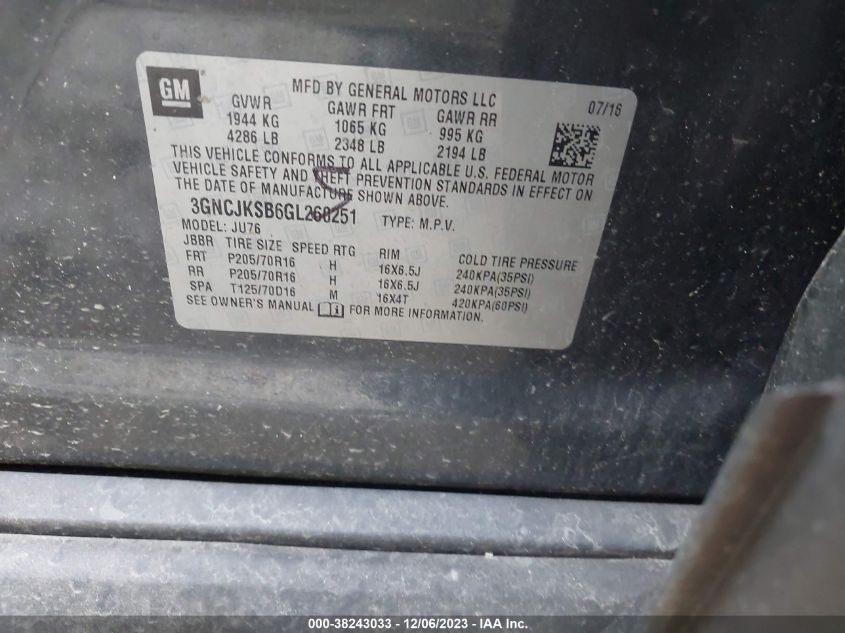 GM
MFD BY GENERAL MOTORS LLC
07/16
GVWR GAWR FRT GAWR RR
1944 KG 1065 KG 995 KG
4286 LB 2348 LB 2194 LB
THIS VEHICLE CONFORMS TO ALL APPLICABLE U.S. FEDERAL MOTOR
VEHICLE SAFETY AND THEFT PREVENTION STANDARDS IN EFFECT ON
THE DATE OF MANUFACTURE SHOWN ABOVE.
3GNCJKSB6GL268251 TYPE: M.P.V.
MODEL: JU76
JBBR TIRE SIZE SPEED RTG RIM COLD TIRE PRESSURE
FRT P205/70R16 H 16X6.5J 240KPA(35PSI)
RR P205/70R16 H 16X6.5J 240KPA(35PSI)
SPA T125/70D16 M 16X4T 420KPA(60PSI)
SEE OWNER'S MANUAL FOR MORE INFORMATION.
000-38243033 - 12/06/2023 - IAA Inc.